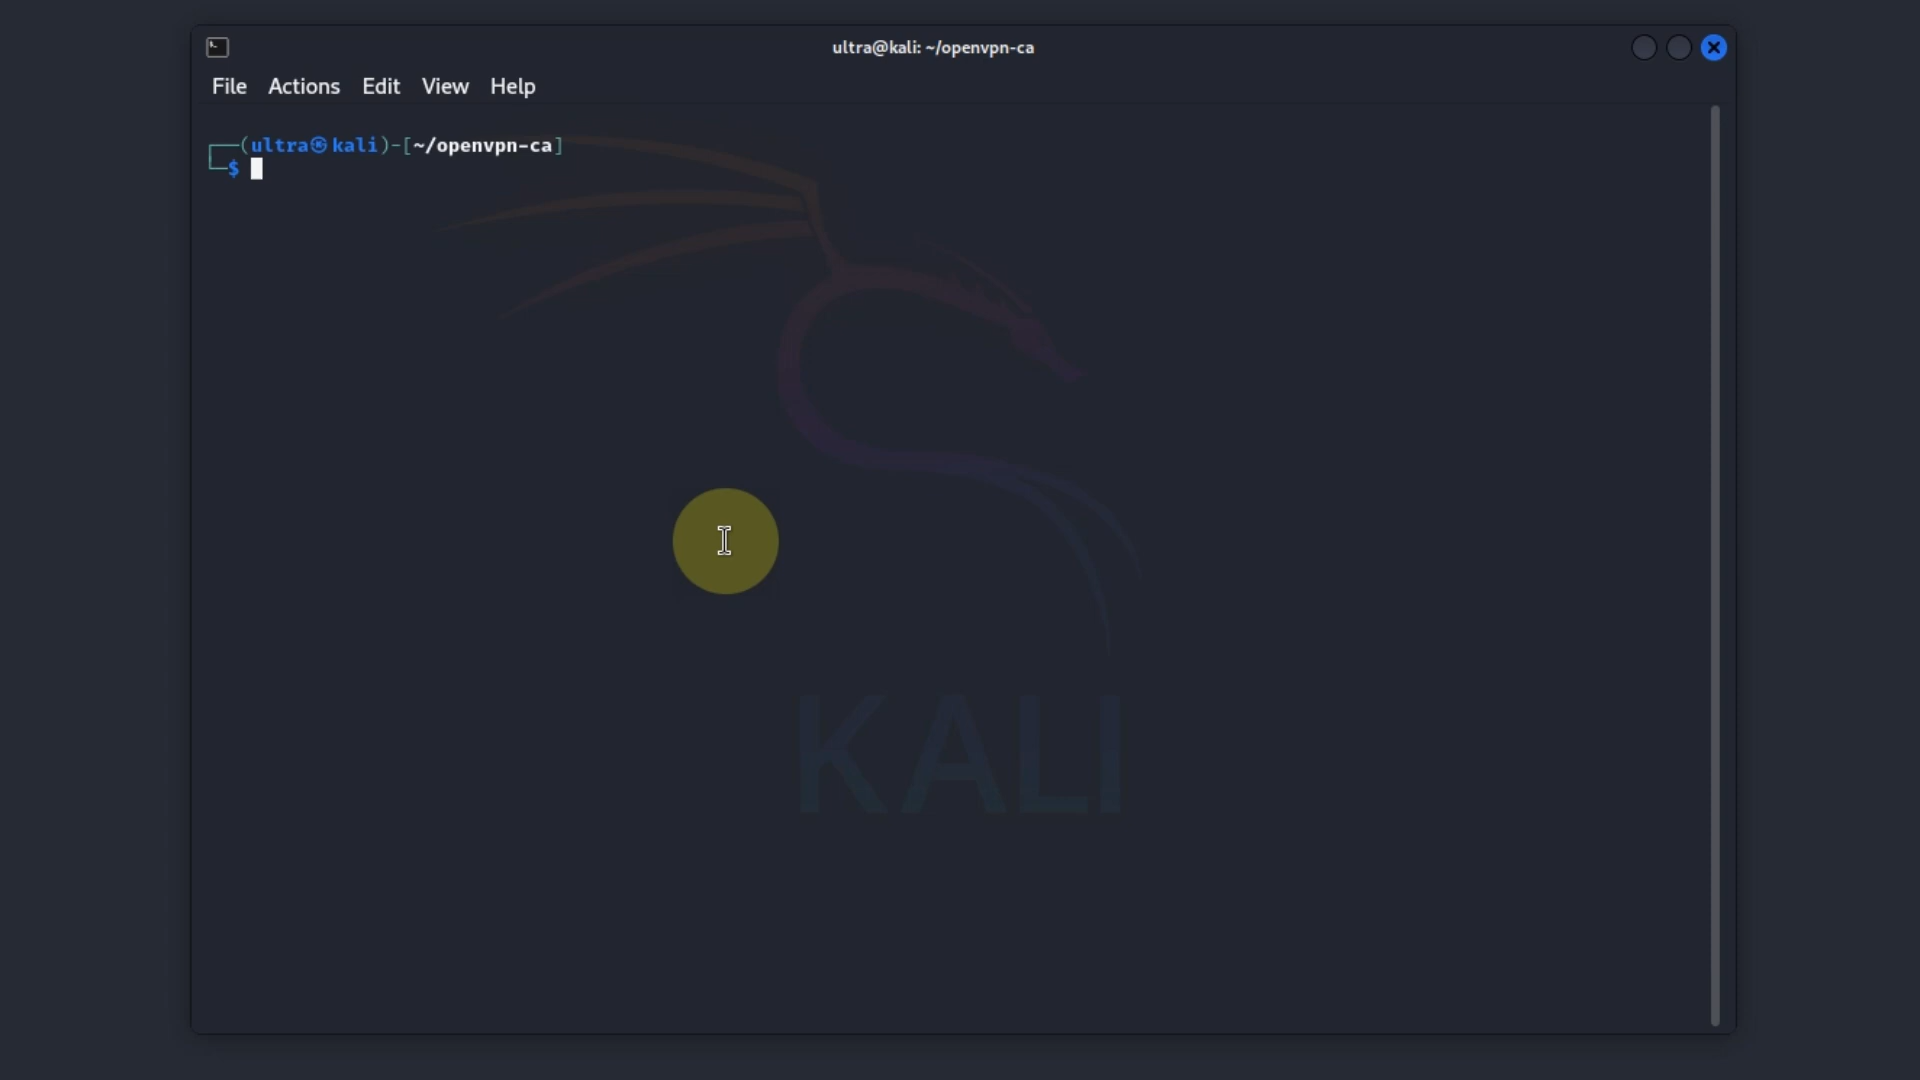 ultra@kali: ~/openvpn-ca
File Actions Edit View Help
┌──(ultra㉿kali)-[~/openvpn-ca]
└─$
KALI